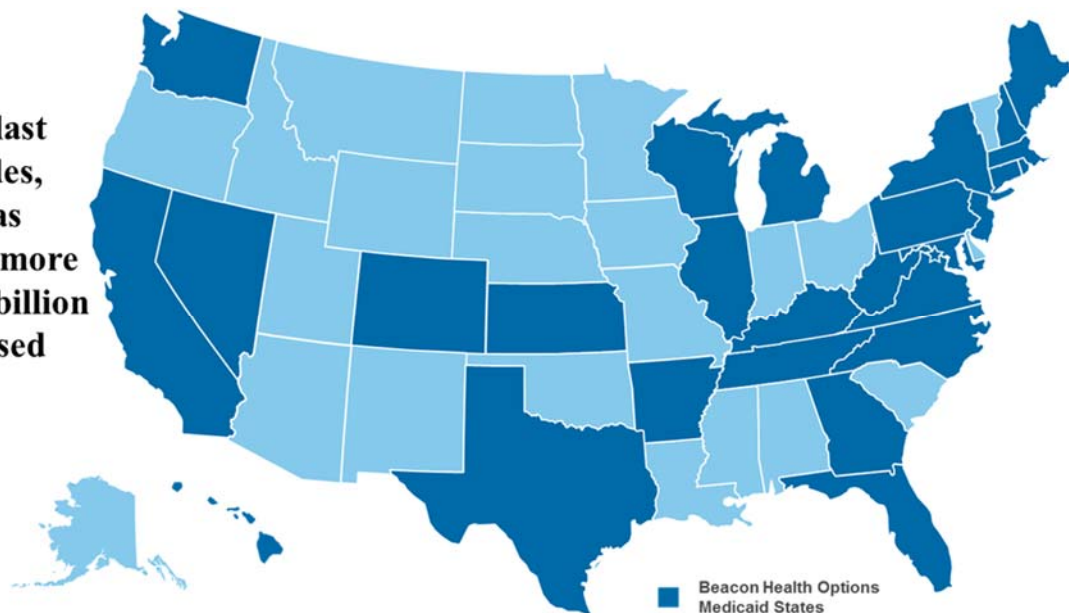 last
les,
as
more
billion
sed
Beacon Health Options
Medicaid States